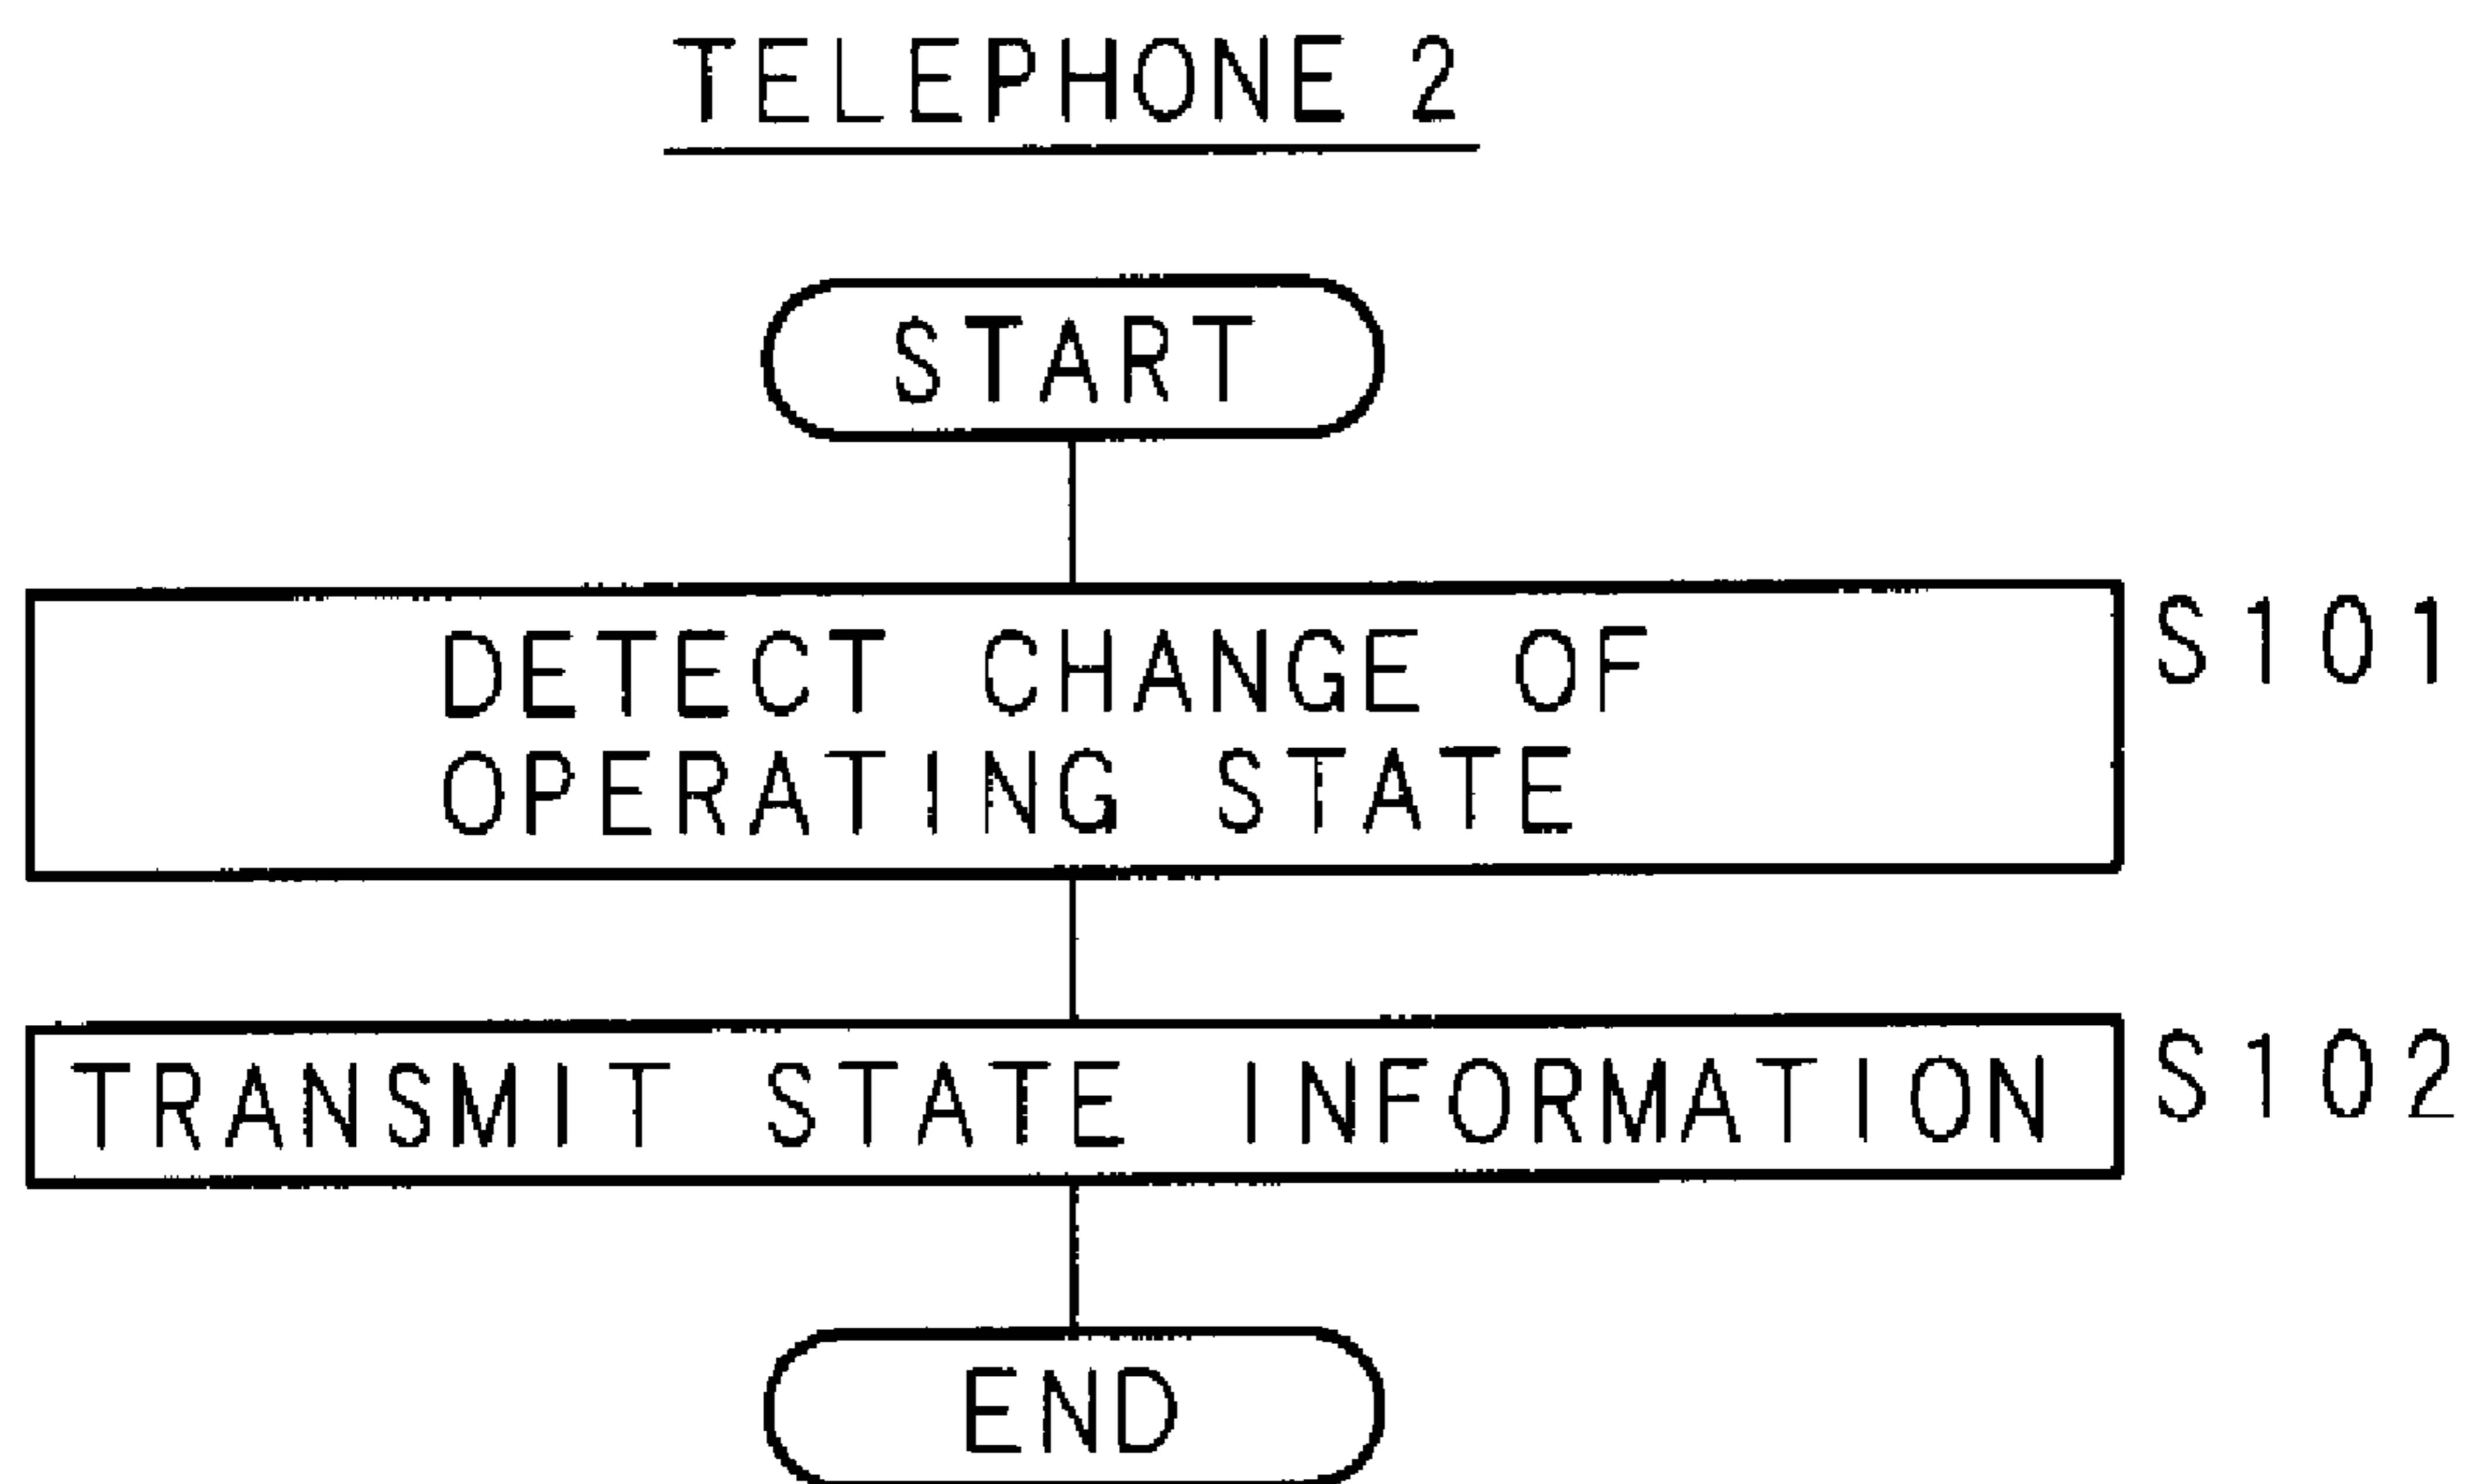 TELEPHONE 2
START
DETECT CHANGE OF
OPERATING STATE
S101
TRANSMIT STATE INFORMATION
S102
END